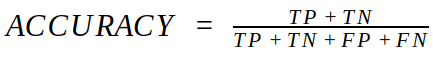 ACCURACY = TP + TN / TP + TN + FP + FN